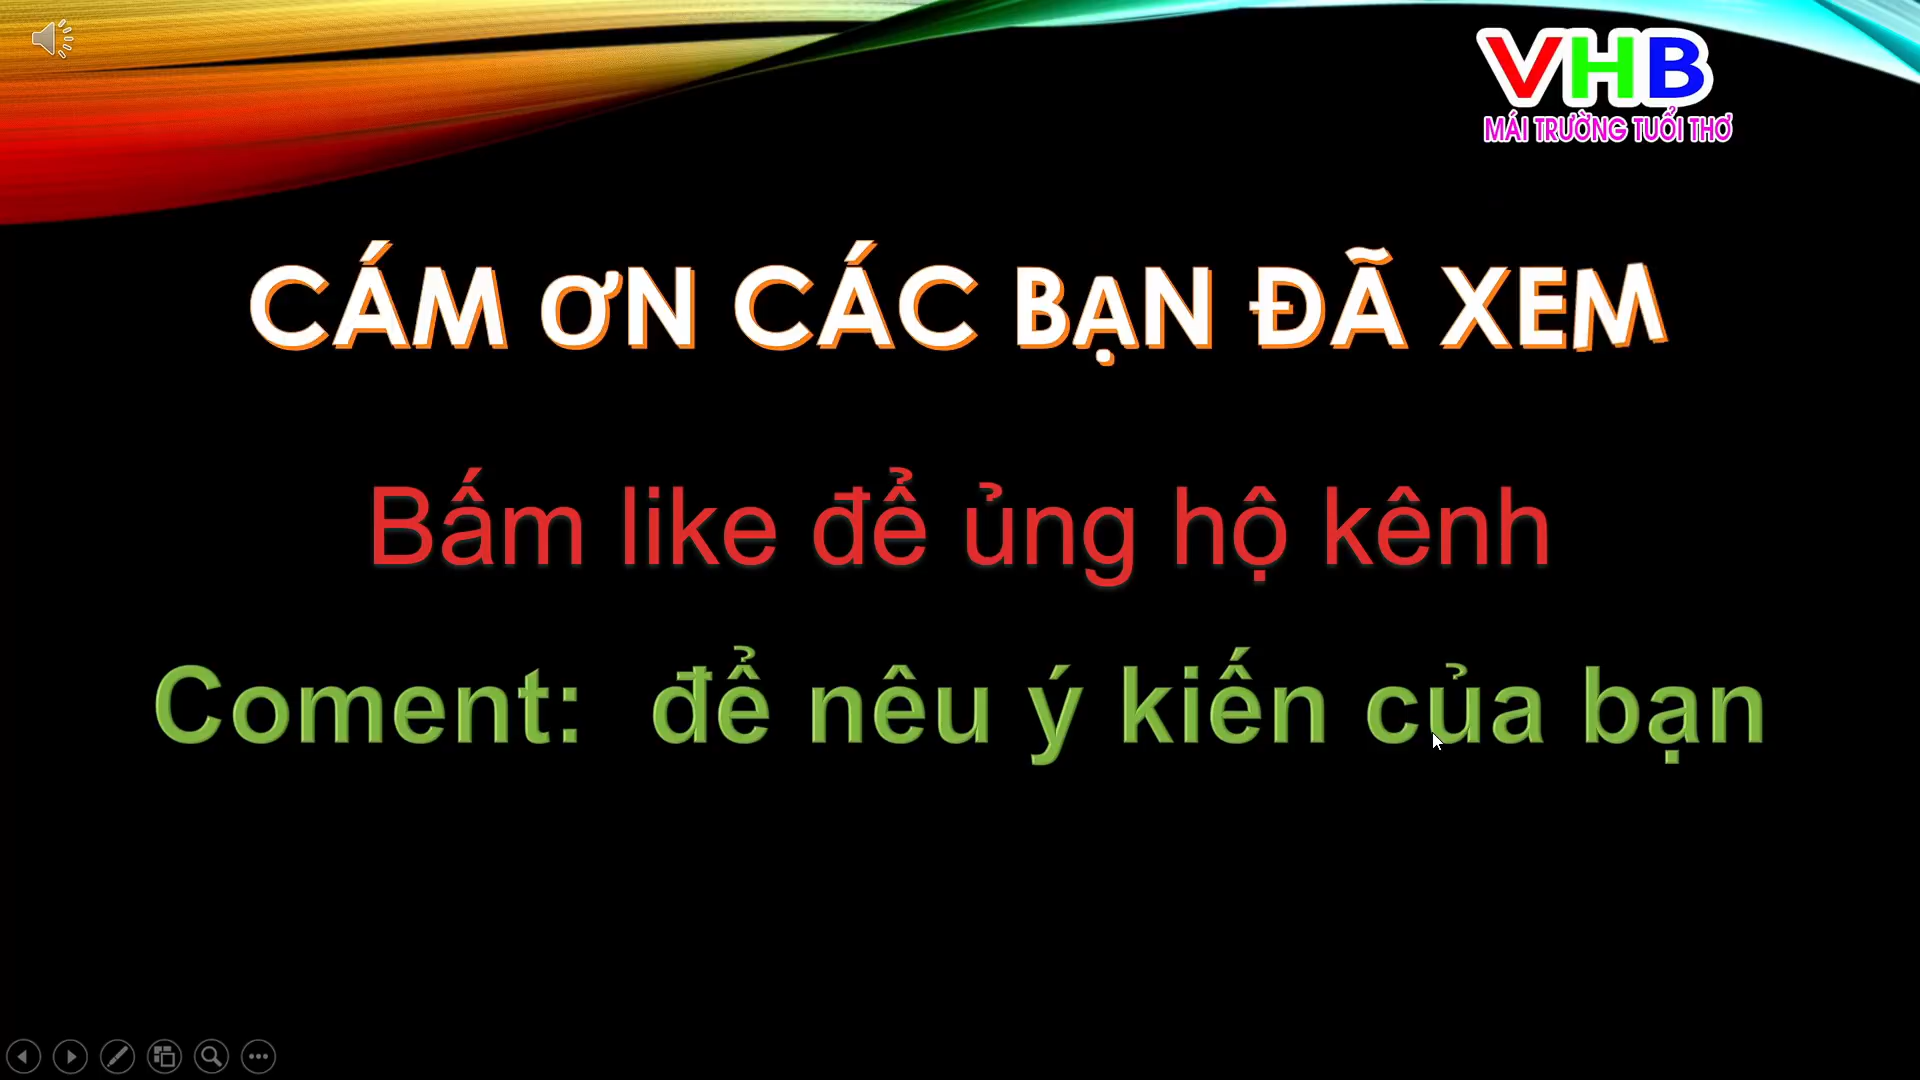 VHB
MÁI TRƯỜNG TUỔI THƠ
CÁM ƠN CÁC BẠN ĐÃ XEM
Bấm like để ủng hộ kênh
Coment:  để nêu ý kiến của bạn